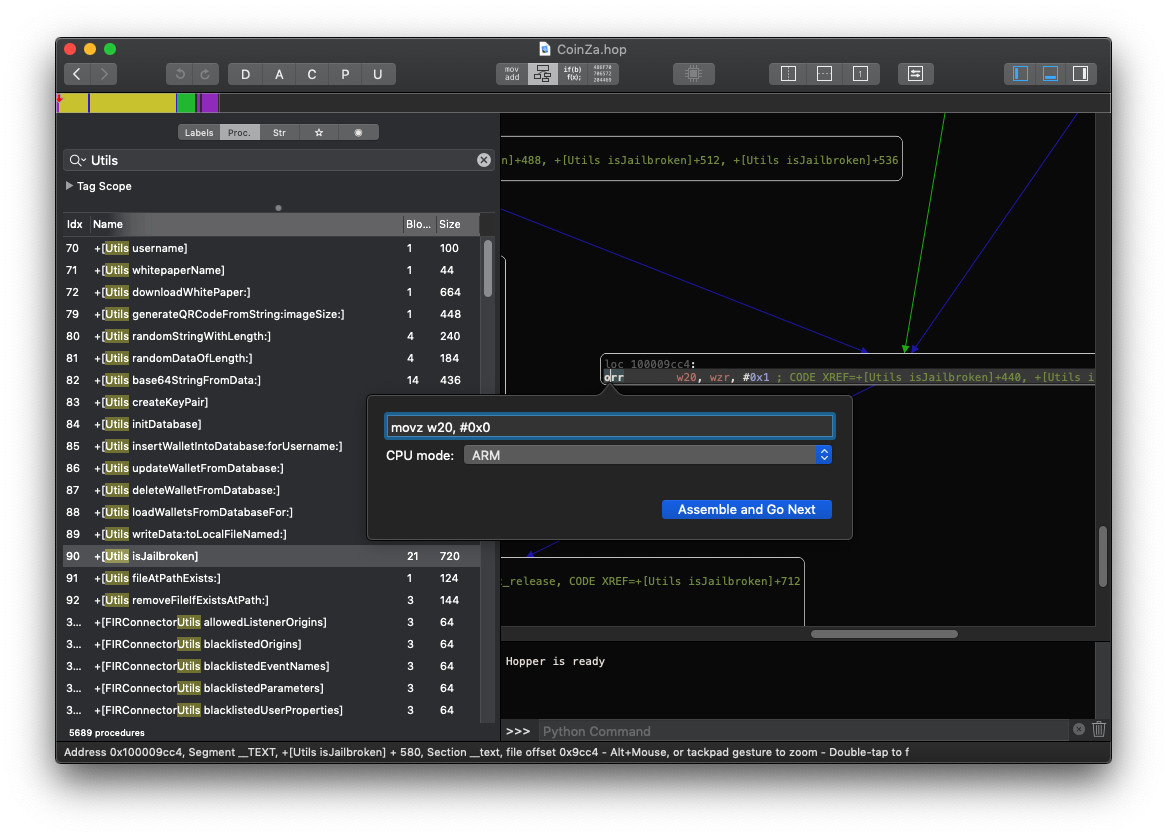 CoinZa.hop
D A C P U
mov add
if(b) f(x);
Labels Proc. Str
Utils
Tag Scope
Idx Name Blo... Size
70 +[Utils username] 1 100
71 +[Utils whitepaperName] 1 44
72 +[Utils downloadWhitePaper:] 1 664
79 +[Utils generateQRCodeFromString:imageSize:] 1 448
80 +[Utils randomStringWithLength:] 4 240
81 +[Utils randomDataOfLength:] 4 184
82 +[Utils base64StringFromData:] 14 436
83 +[Utils createKeyPair]
84 +[Utils initDatabase]
85 +[Utils insertWalletIntoDatabase:forUsername:]
86 +[Utils updateWalletFromDatabase:]
87 +[Utils deleteWalletFromDatabase:]
88 +[Utils loadWalletsFromDatabaseFor:]
89 +[Utils writeData:toLocalFileNamed:]
90 +[Utils isJailbroken] 21 720
91 +[Utils fileAtPathExists:] 1 124
92 +[Utils removeFileIfExistsAtPath:] 3 144
3... +[FIRConnectorUtils allowedListenerOrigins] 3 64
3... +[FIRConnectorUtils blacklistedOrigins] 3 64
3... +[FIRConnectorUtils blacklistedEventNames] 3 64
3... +[FIRConnectorUtils blacklistedParameters] 3 64
3... +[FIRConnectorUtils blacklistedUserProperties] 3 64
5689 procedures
n]+488, +[Utils isJailbroken]+512, +[Utils isJailbroken]+536
loc_100009cc4:
orr w20, wzr, #0x1 ; CODE XREF=+[Utils isJailbroken]+440, +[Utils i
movz w20, #0x0
CPU mode: ARM
Assemble and Go Next
t_release, CODE XREF=+[Utils isJailbroken]+712
Hopper is ready
>>> Python Command
Address 0x100009cc4, Segment __TEXT, +[Utils isJailbroken] + 580, Section __text, file offset 0x9cc4 - Alt+Mouse, or tackpad gesture to zoom - Double-tap to f